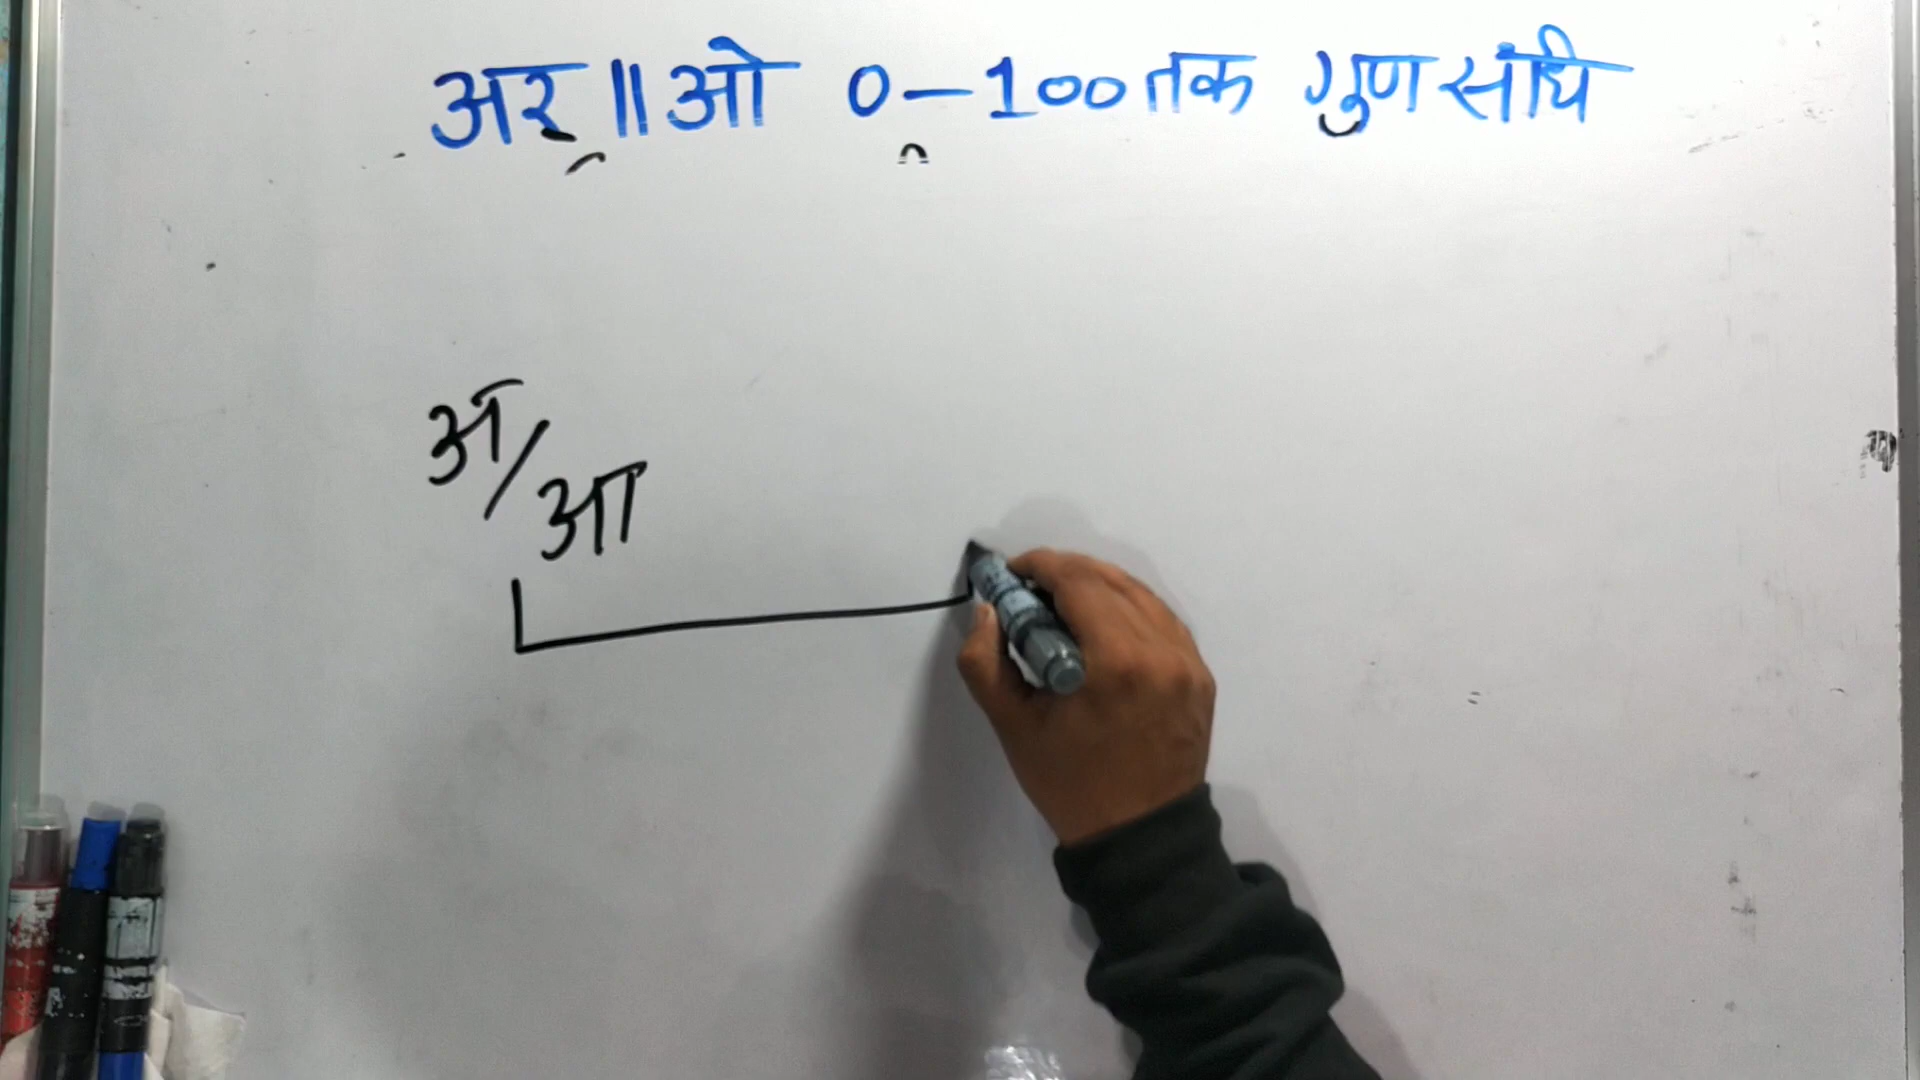 अर् ॥ ओ 0-100 तक गुण संधि
अ/आ